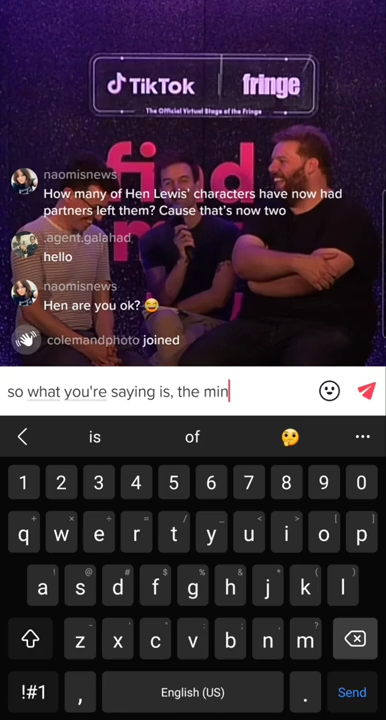 TikTok fringe
The Official Virtual Stage of the Fringe
find
naomisnews
How many of Hen Lewis' characters have now had
partners left them? Cause that's now two
.agent.galahad.
hello
naomisnews
Hen are you ok? 😂
colemandphoto joined
so what you're saying is, the min
is of 🤔 ...
1 2 3 4 5 6 7 8 9 0
+ × ÷ = / _ < > [ ]
q w e r t y u i o p
! @ # $ % ^ & * ( )
a s d f g h j k l
- ' " : ; , ?
z x c v b n m
!#1 , English (US) . Send